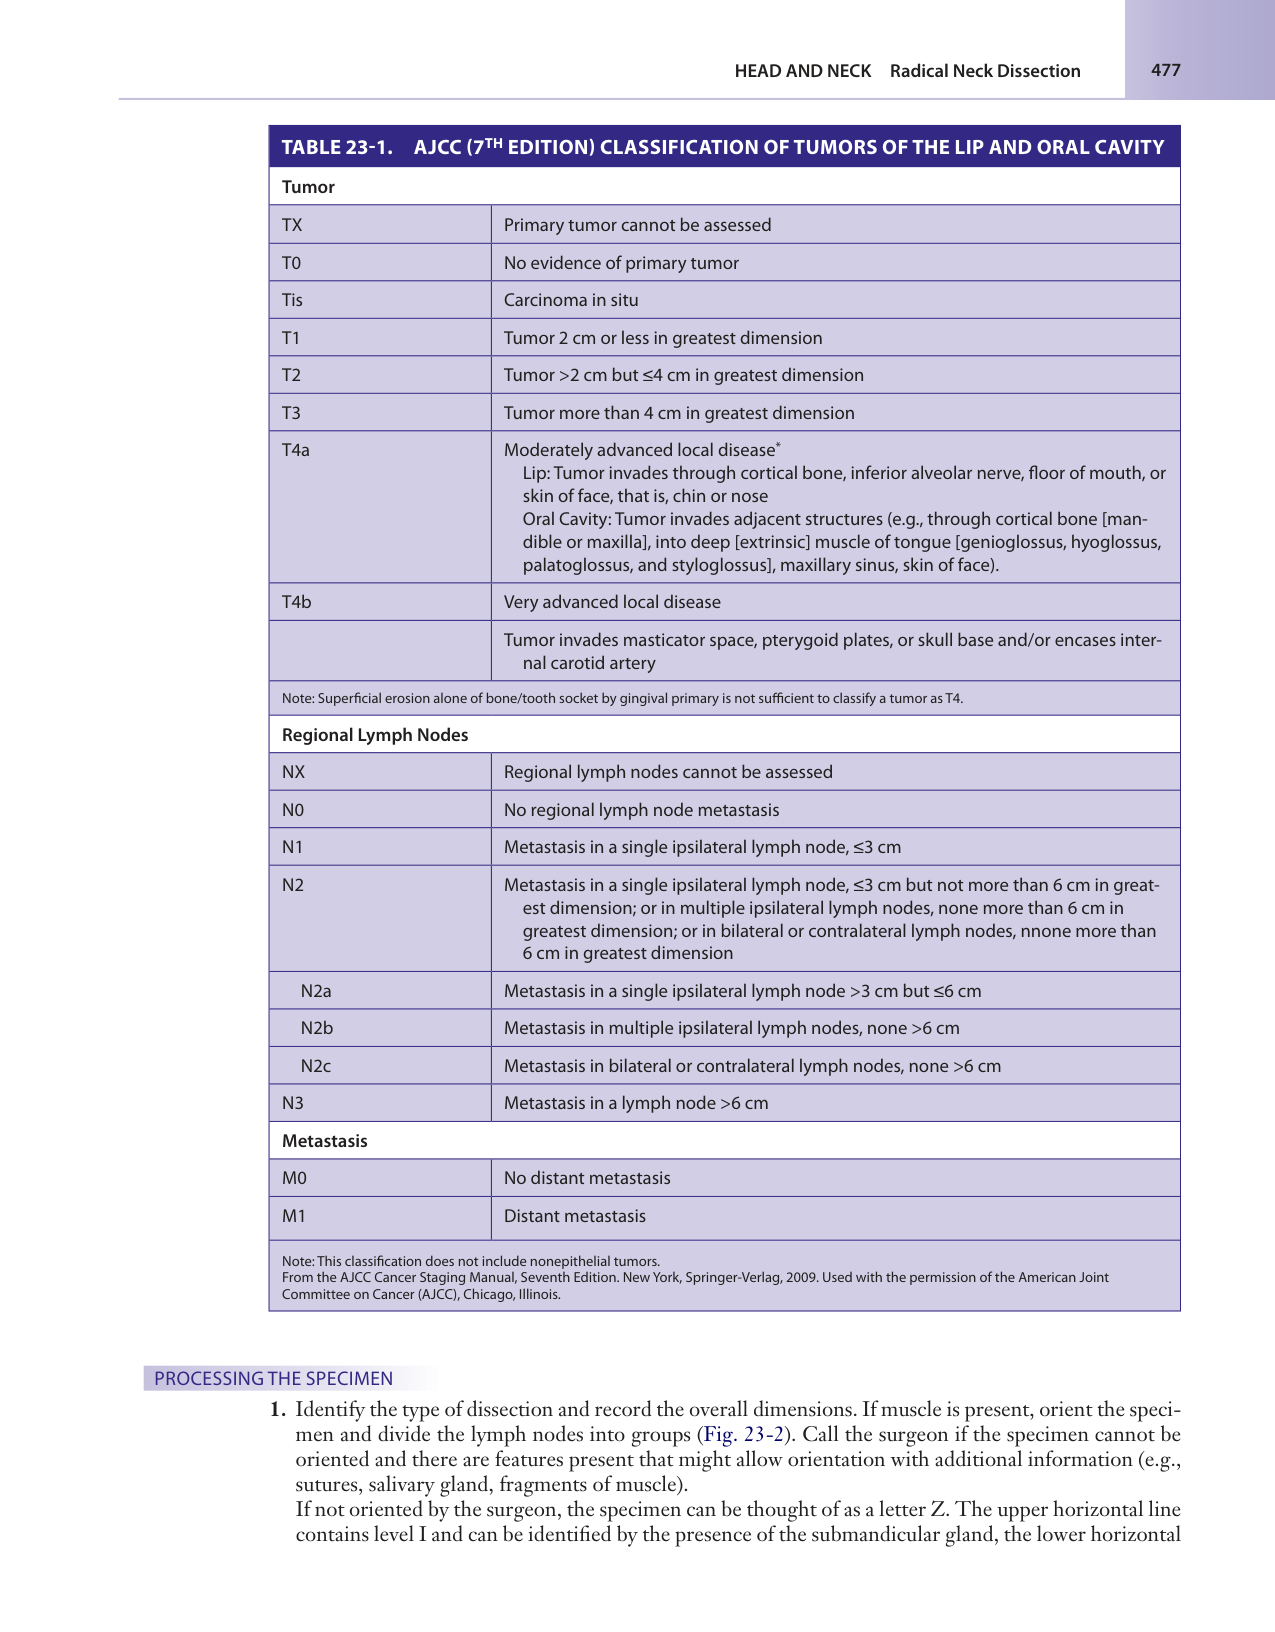 HEAD AND NECK Radical Neck Dissection 477
TABLE 23-1. AJCC (7TH EDITION) CLASSIFICATION OF TUMORS OF THE LIP AND ORAL CAVITY
Tumor
TX Primary tumor cannot be assessed
T0 No evidence of primary tumor
Tis Carcinoma in situ
T1 Tumor 2 cm or less in greatest dimension
T2 Tumor >2 cm but ≤4 cm in greatest dimension
T3 Tumor more than 4 cm in greatest dimension
T4a Moderately advanced local disease*
Lip: Tumor invades through cortical bone, inferior alveolar nerve, floor of mouth, or
skin of face, that is, chin or nose
Oral Cavity: Tumor invades adjacent structures (e.g., through cortical bone [man-
dible or maxilla], into deep [extrinsic] muscle of tongue [genioglossus, hyoglossus,
palatoglossus, and styloglossus], maxillary sinus, skin of face).
T4b Very advanced local disease
Tumor invades masticator space, pterygoid plates, or skull base and/or encases inter-
nal carotid artery
Note: Superficial erosion alone of bone/tooth socket by gingival primary is not sufficient to classify a tumor as T4.
Regional Lymph Nodes
NX Regional lymph nodes cannot be assessed
N0 No regional lymph node metastasis
N1 Metastasis in a single ipsilateral lymph node, ≤3 cm
N2 Metastasis in a single ipsilateral lymph node, ≤3 cm but not more than 6 cm in great-
est dimension; or in multiple ipsilateral lymph nodes, none more than 6 cm in
greatest dimension; or in bilateral or contralateral lymph nodes, nnone more than
6 cm in greatest dimension
N2a Metastasis in a single ipsilateral lymph node >3 cm but ≤6 cm
N2b Metastasis in multiple ipsilateral lymph nodes, none >6 cm
N2c Metastasis in bilateral or contralateral lymph nodes, none >6 cm
N3 Metastasis in a lymph node >6 cm
Metastasis
M0 No distant metastasis
M1 Distant metastasis
Note: This classification does not include nonepithelial tumors.
From the AJCC Cancer Staging Manual, Seventh Edition. New York, Springer-Verlag, 2009. Used with the permission of the American Joint
Committee on Cancer (AJCC), Chicago, Illinois.
PROCESSING THE SPECIMEN
1. Identify the type of dissection and record the overall dimensions. If muscle is present, orient the speci-
men and divide the lymph nodes into groups (Fig. 23-2). Call the surgeon if the specimen cannot be
oriented and there are features present that might allow orientation with additional information (e.g.,
sutures, salivary gland, fragments of muscle).
If not oriented by the surgeon, the specimen can be thought of as a letter Z. The upper horizontal line
contains level I and can be identified by the presence of the submandicular gland, the lower horizontal